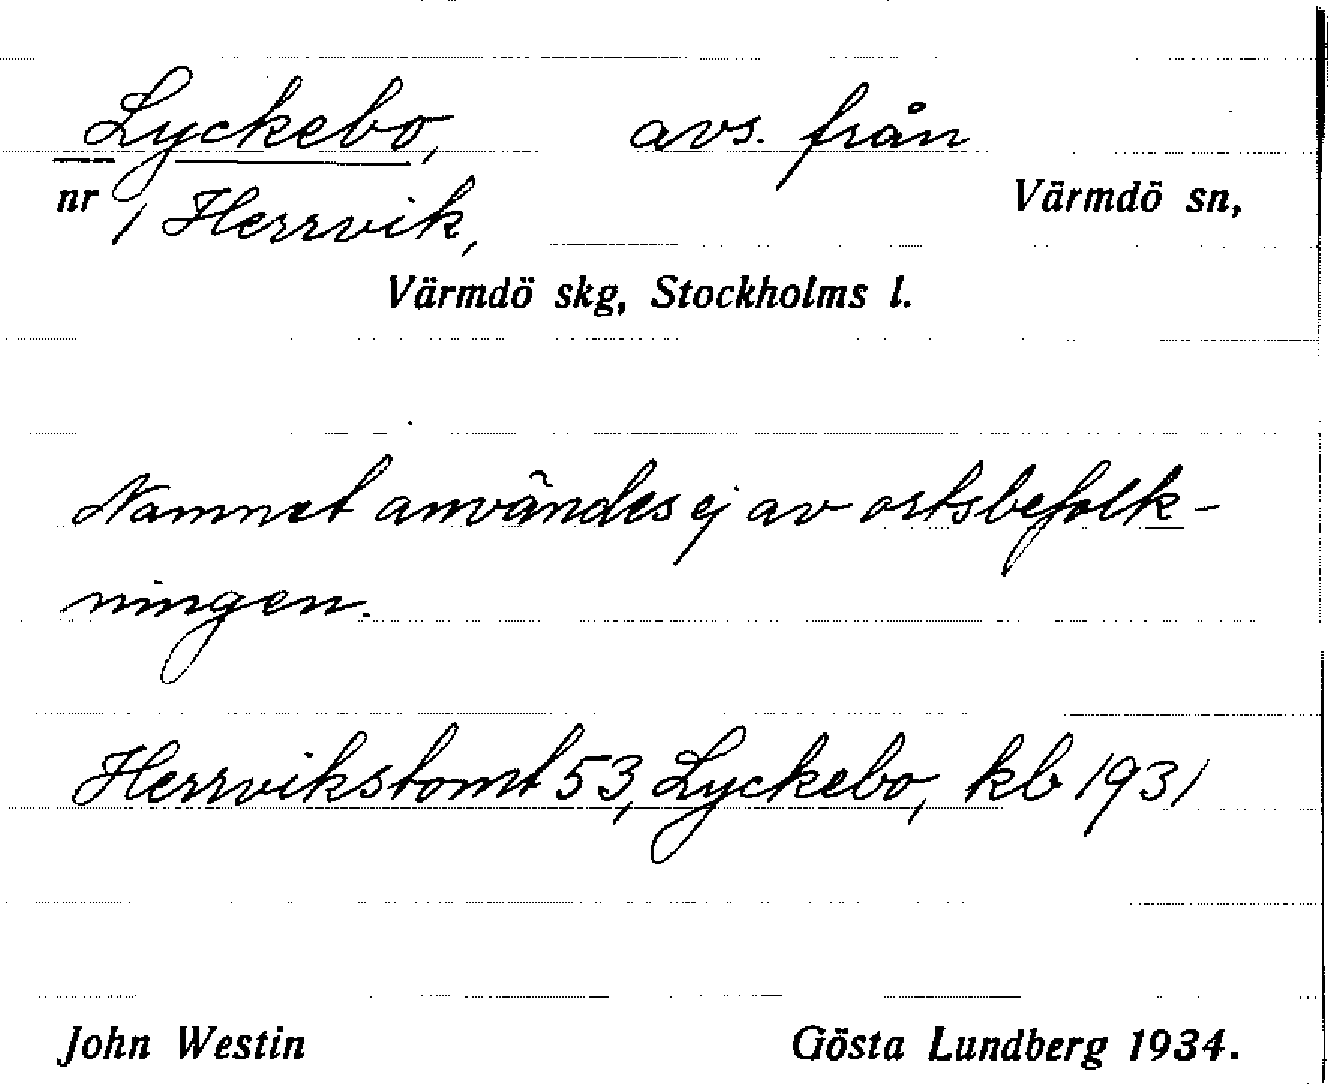 Lyckebo, avs. från
nr 1 Herrvik, Värmdö sn,
Värmdö skg, Stockholms l.
Namnet användes ej av ortsbefolk-
ningen.
Herrvikstomt 53, Lyckebo, kb 1931
John Westin Gösta Lundberg 1934.